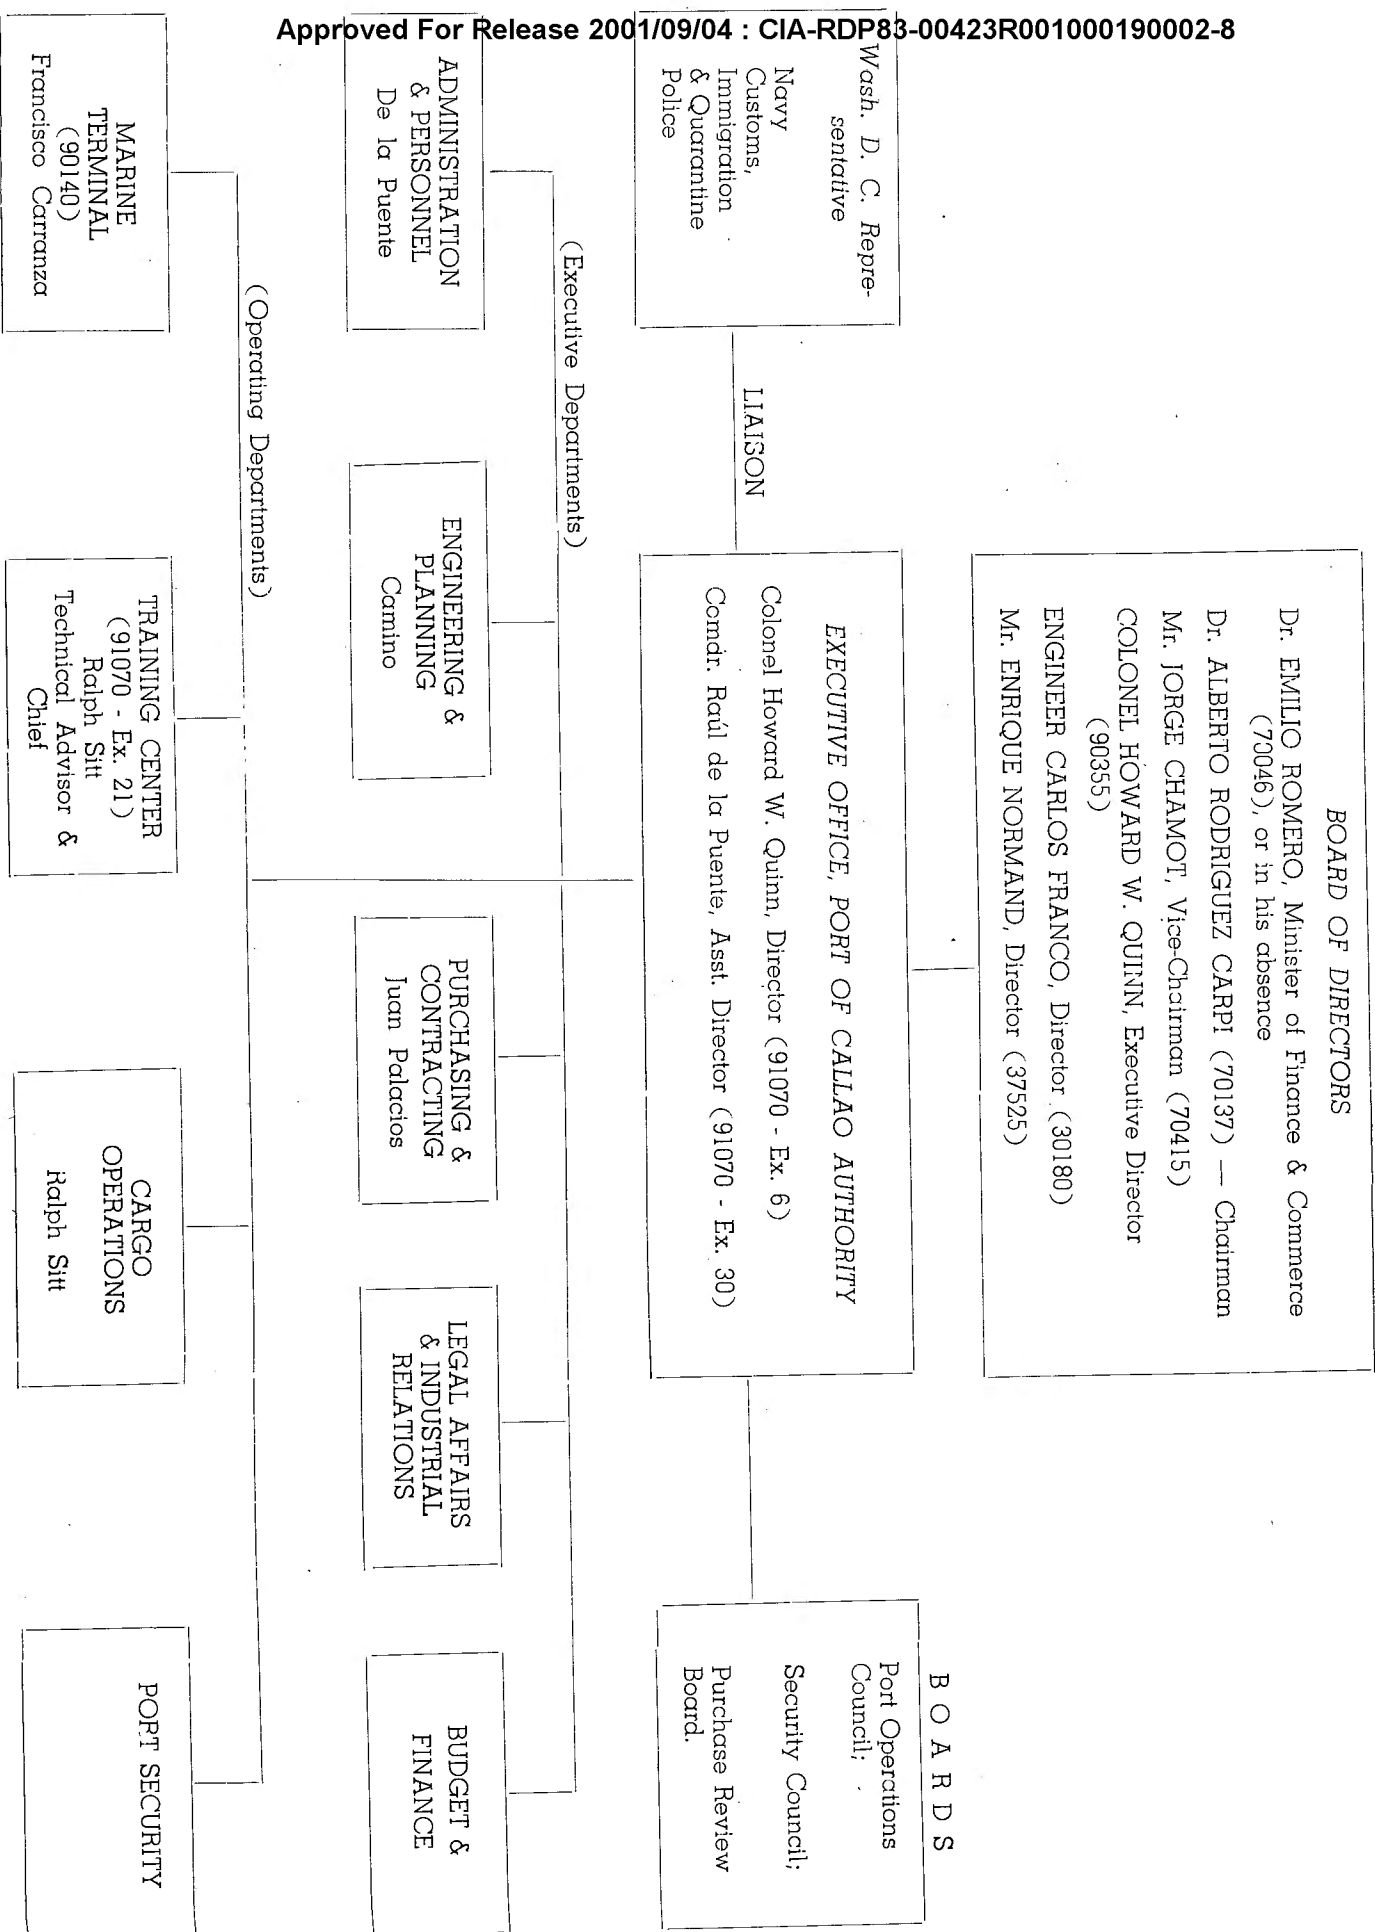 Approved For Release 2001/09/04 : CIA-RDP83-00423R001000190002-8
BOARD OF DIRECTORS
Dr. EMILIO ROMERO, Minister of Finance & Commerce
(70046), or in his absence
Dr. ALBERTO RODRIGUEZ CARPI (70137) — Chairman
Mr. JORGE CHAMOT, Vice-Chairman (70415)
COLONEL HOWARD W. QUINN, Executive Director
(90355)
ENGINEER CARLOS FRANCO, Director (30180)
Mr. ENRIQUE NORMAND, Director (37525)
Wash. D. C. Repre-
sentative
Navy
Customs,
Immigration
& Quarantine
Police
LIAISON
EXECUTIVE OFFICE, PORT OF CALLAO AUTHORITY
Colonel Howard W. Quinn, Director (91070 - Ex. 6)
Comdr. Raúl de la Puente, Asst. Director (91070 - Ex. 30)
BOARDS
Port Operations
Council;
Security Council;
Purchase Review
Board.
(Executive Departments)
ADMINISTRATION
& PERSONNEL
De la Puente
ENGINEERING &
PLANNING
Camino
PURCHASING &
CONTRACTING
Juan Palacios
LEGAL AFFAIRS
& INDUSTRIAL
RELATIONS
BUDGET &
FINANCE
(Operating Departments)
MARINE
TERMINAL
(90140)
Francisco Carranza
TRAINING CENTER
(91070 - Ex. 21)
Ralph Sitt
Technical Advisor &
Chief
CARGO
OPERATIONS
Ralph Sitt
PORT SECURITY